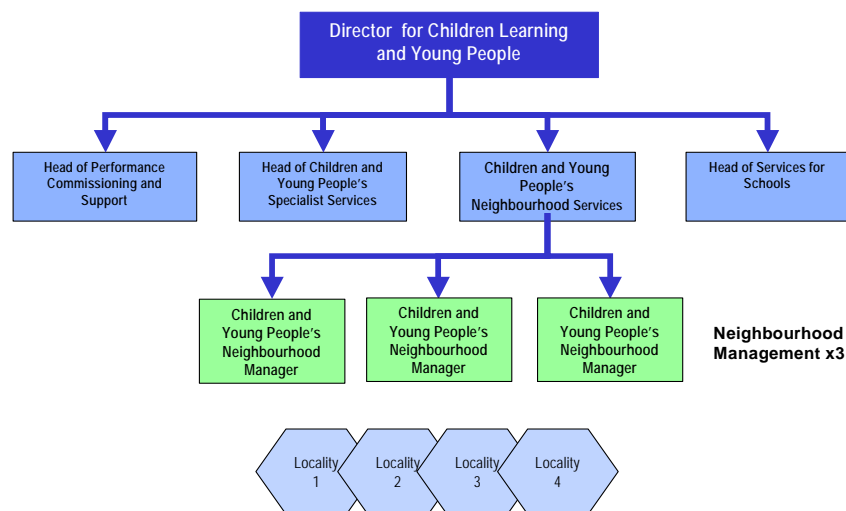 Director for Children Learning
and Young People
Head of Performance
Commissioning and
Support
Head of Children and
Young People's
Specialist Services
Children and Young
People's
Neighbourhood Services
Head of Services for
Schools
Children and
Young People's
Neighbourhood
Manager
Children and
Young People's
Neighbourhood
Manager
Children and
Young People's
Neighbourhood
Manager
Neighbourhood
Management x3
Locality
1
Locality
2
Locality
3
Locality
4